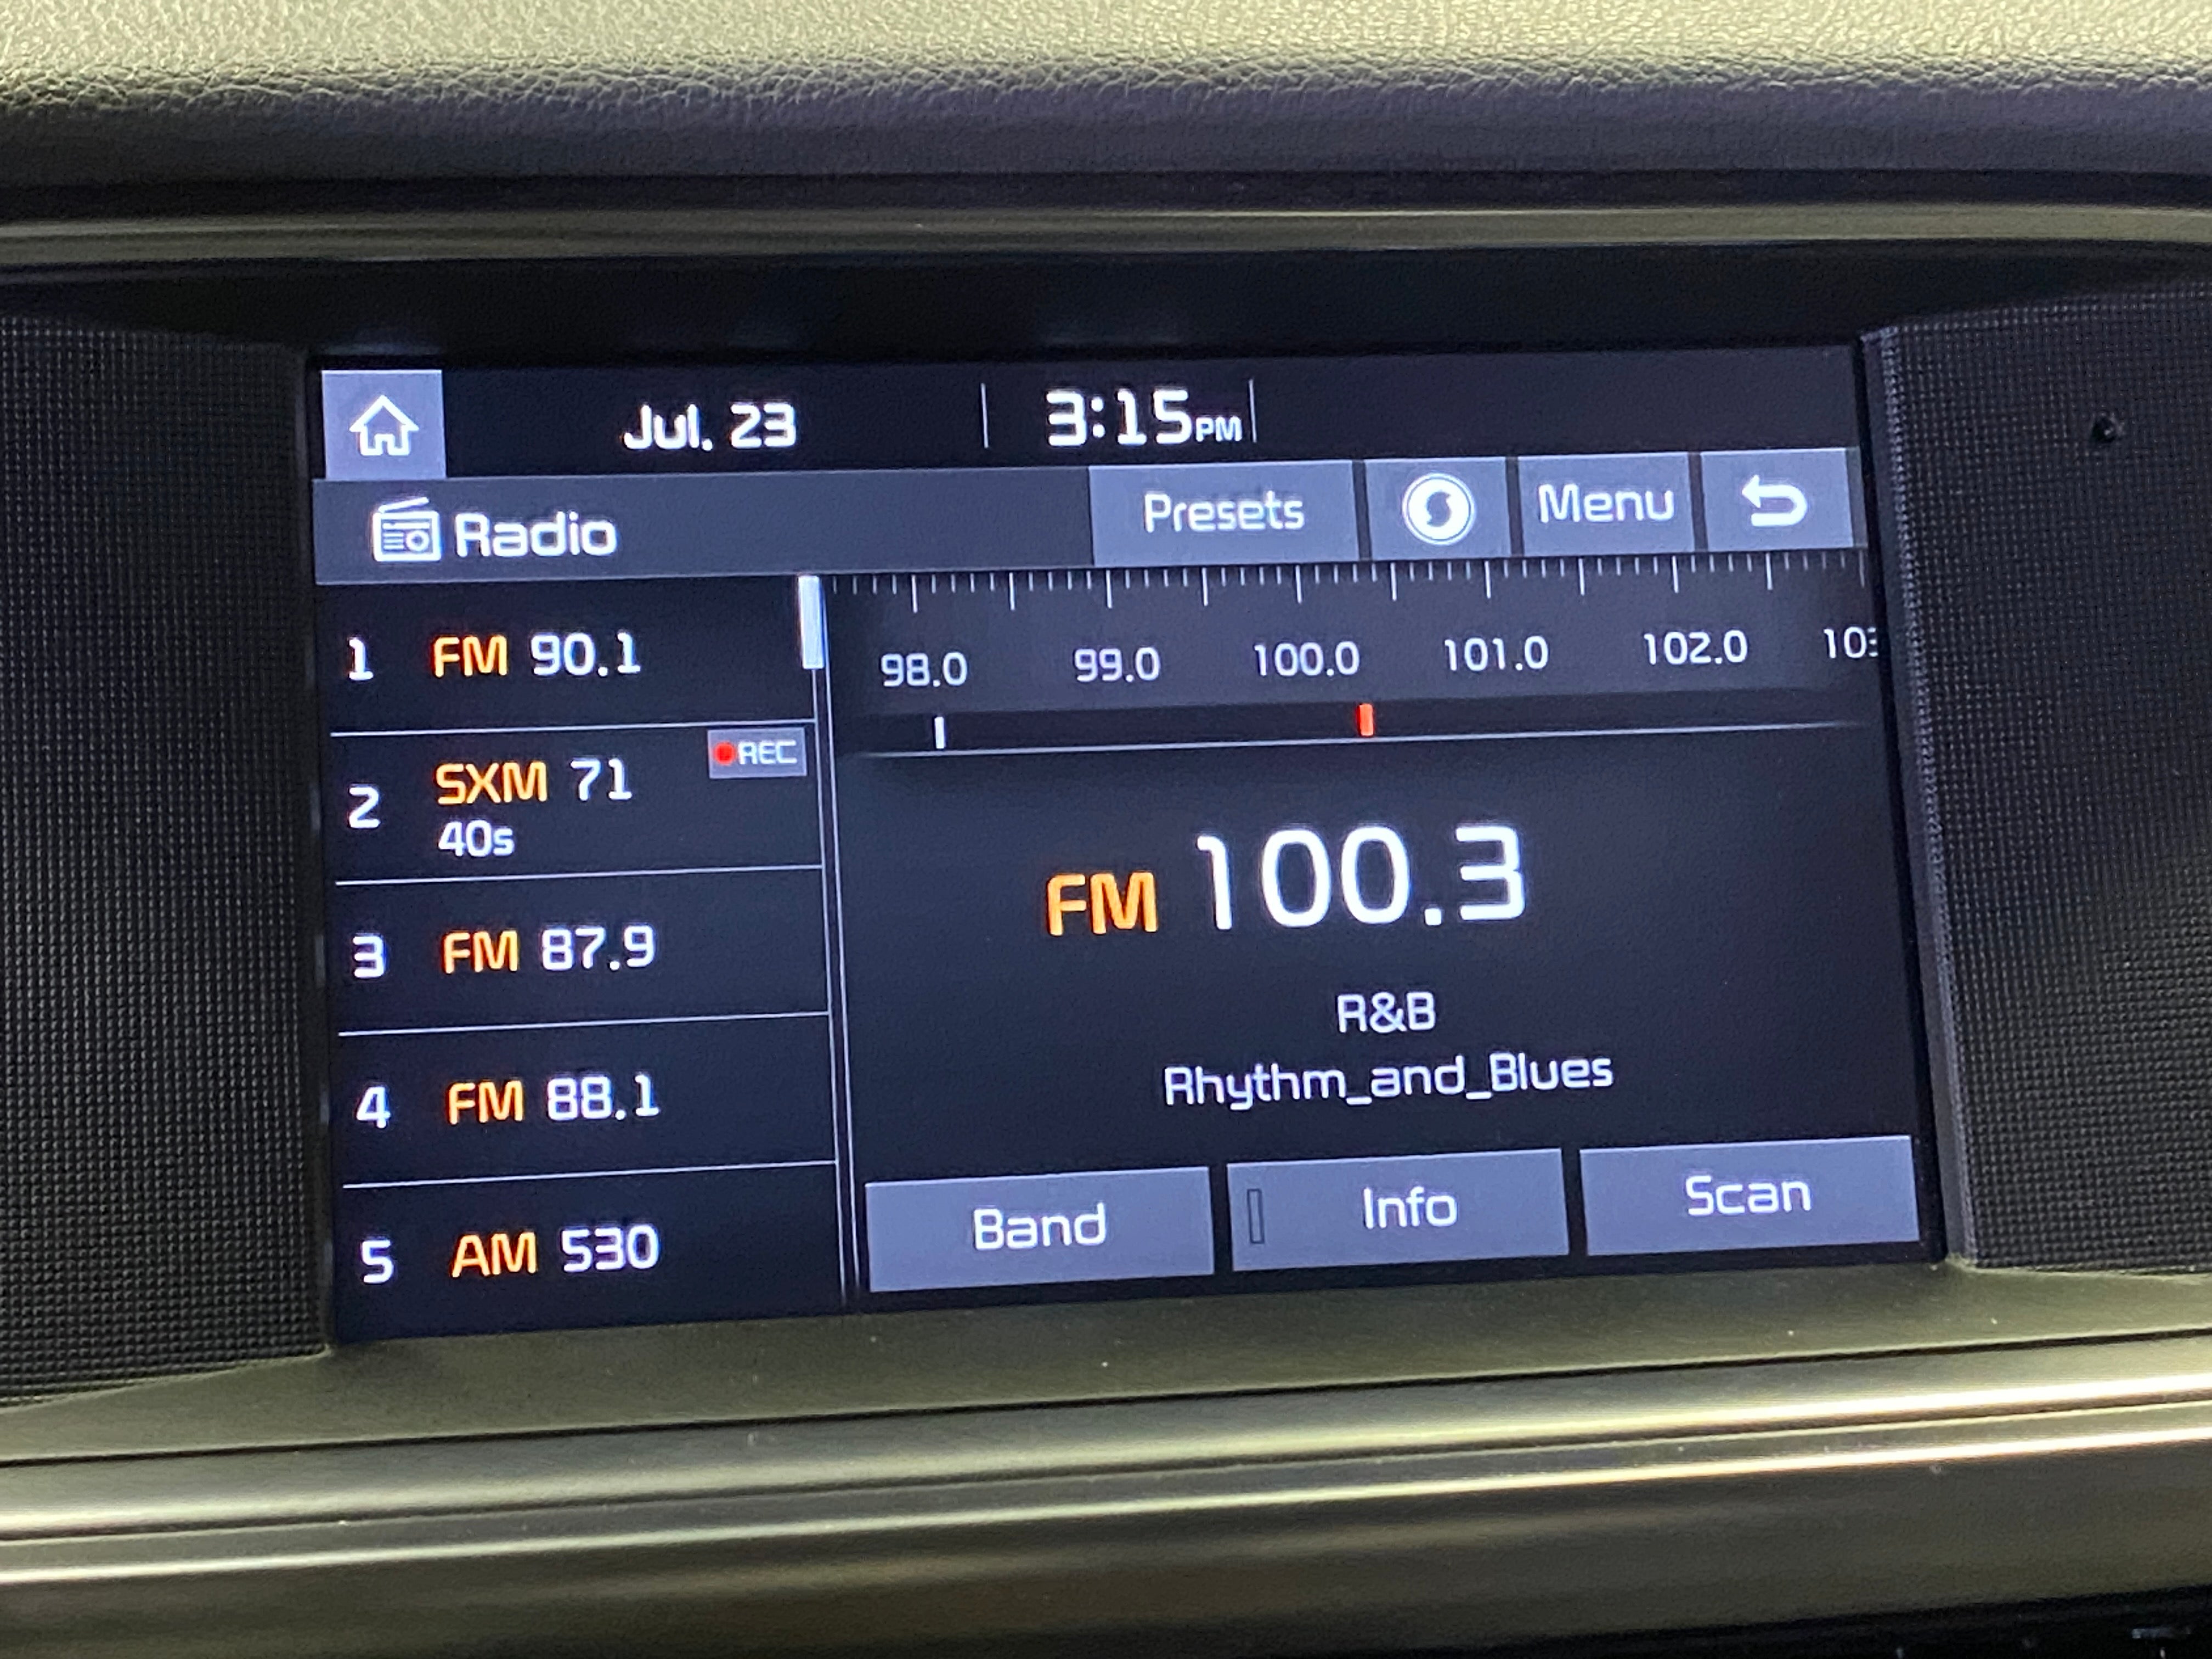 Jul. 23 3:15PM
Radio Presets Menu
1 FM 90.1
2 SXM 71 REC
40s
3 FM 87.9
4 FM 88.1
5 AM 530
98.0 99.0 100.0 101.0 102.0
FM 100.3
R&B
Rhythm_and_Blues
Band Info Scan